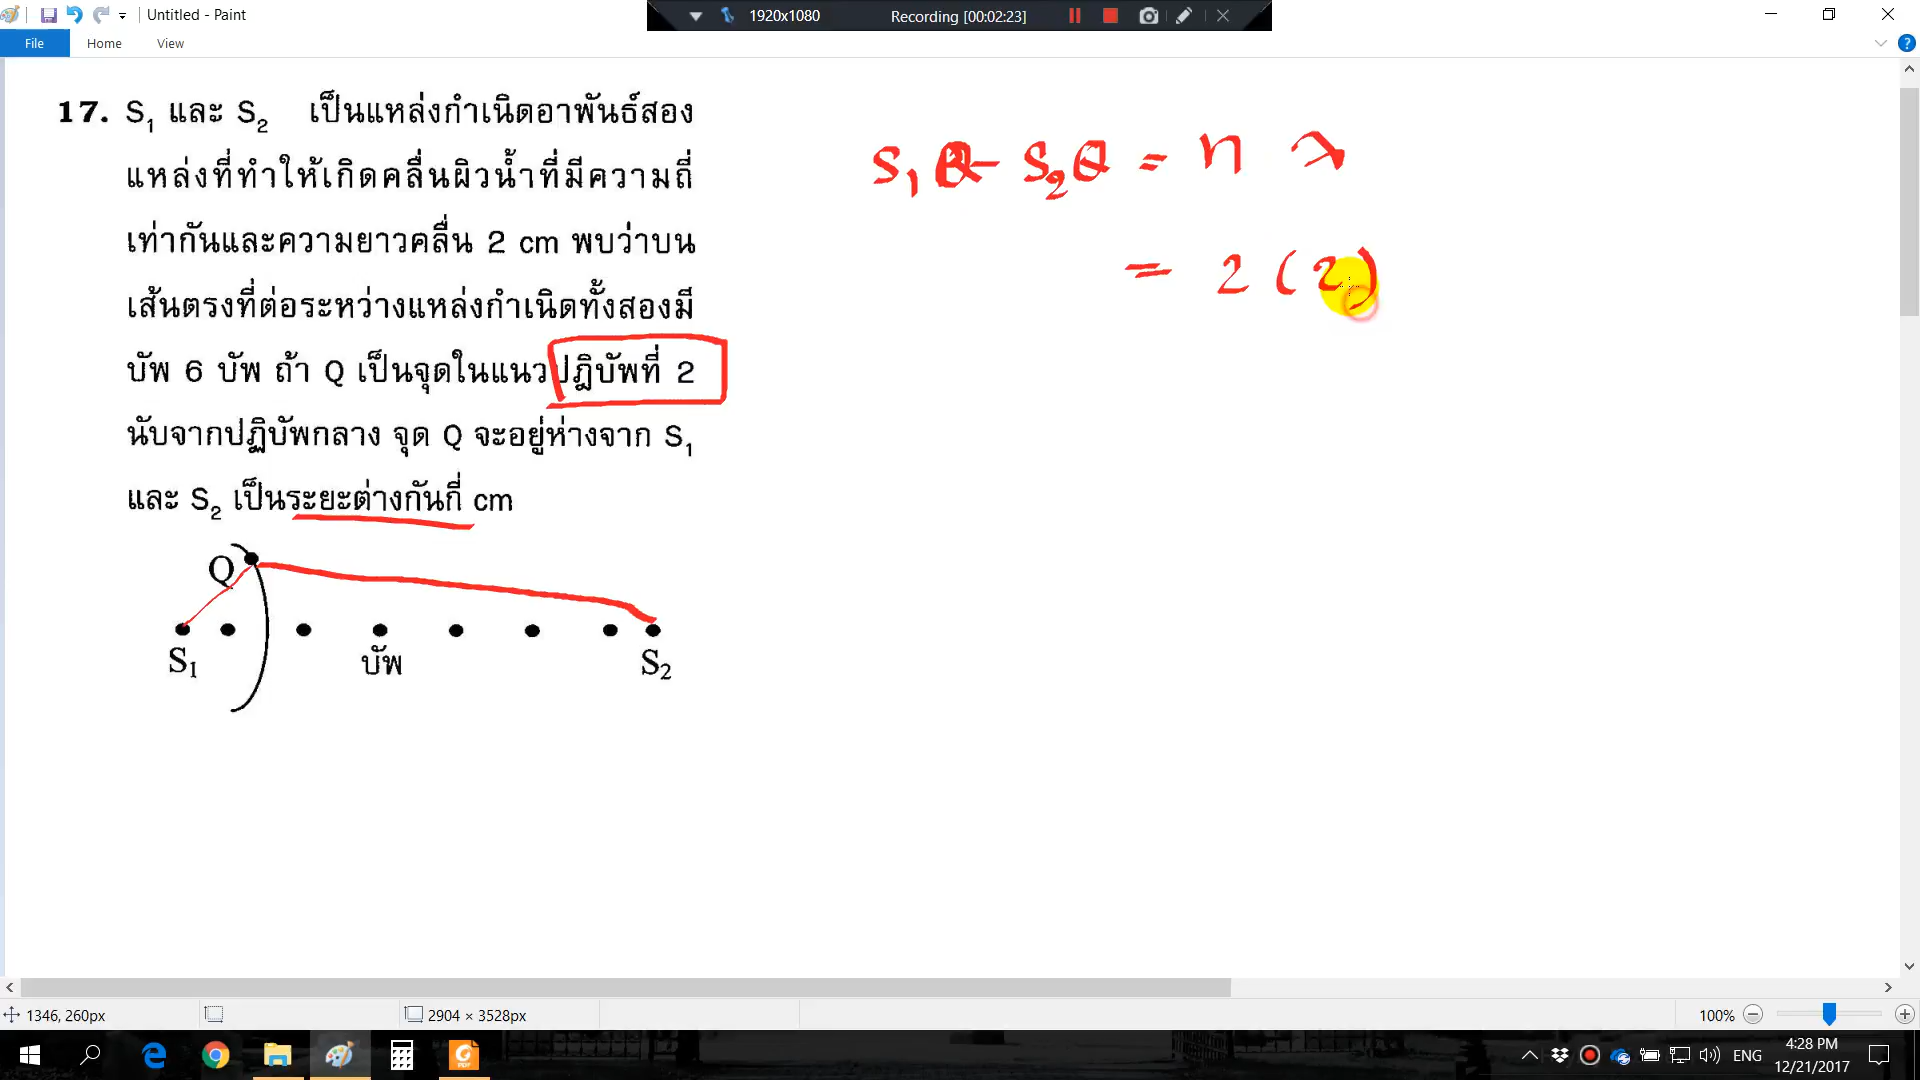 Untitled - Paint
1920x1080
Recording [00:02:23]
File
Home
View
17. S1 และ S2 เป็นแหล่งกำเนิดอาพันธ์สอง
แหล่งที่ทำให้เกิดคลื่นผิวน้ำที่มีความถี่
เท่ากันและความยาวคลื่น 2 cm พบว่าบน
เส้นตรงที่ต่อระหว่างแหล่งกำเนิดทั้งสองมี
บัพ 6 บัพ ถ้า Q เป็นจุดในแนวปฏิบัพที่ 2
นับจากปฏิบัพกลาง จุด Q จะอยู่ห่างจาก S1
และ S2 เป็นระยะต่างกันกี่ cm
Q
S1
บัพ
S2
S1Q - S2Q = n λ
= 2 (2)
1346, 260px
2904 × 3528px
100%
ENG
4:28 PM
12/21/2017